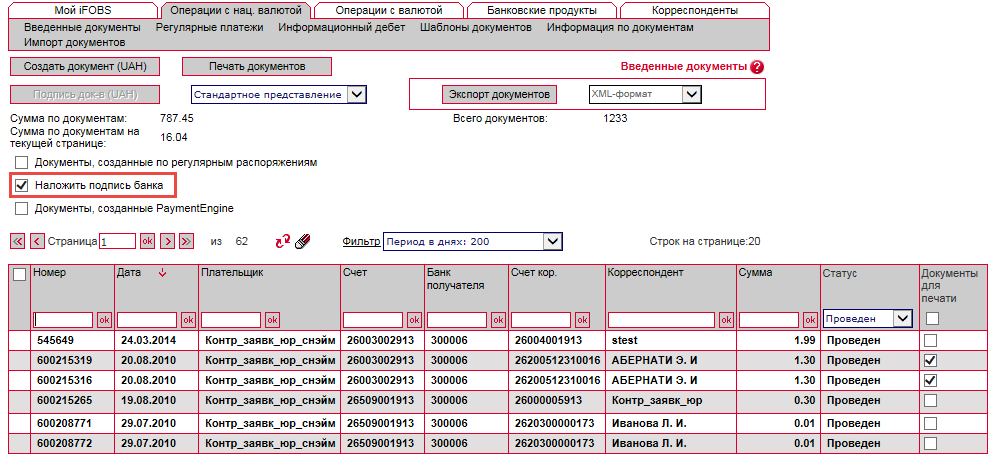 Мой iFOBS Операции с нац. валютой Операции с валютой Банковские продукты Корреспонденты
Введенные документы Регулярные платежи Информационный дебет Шаблоны документов Информация по документам
Импорт документов
Создать документ (UAH) Печать документов Введенные документы ?
Подпись док-в (UAH) Стандартное представление Экспорт документов XML-формат
Сумма по документам: 787.45 Всего документов: 1233
Сумма по документам на
текущей странице: 16.04
Документы, созданные по регулярным распоряжениям
Наложить подпись банка
Документы, созданные PaymentEngine
Страница 1 ok из 62 Фильтр Период в днях: 200 Строк на странице:20
Номер Дата Плательщик Счет Банк получателя Счет кор. Корреспондент Сумма Статус Документы для печати
ok ok ok ok ok ok ok ok Проведен
545649 24.03.2014 Контр_заявк_юр_снэйм 26003002913 300006 26004001913 stest 1.99 Проведен
600215319 20.08.2010 Контр_заявк_юр_снэйм 26003002913 300006 26200512310016 АБЕРНАТИ Э. И 1.30 Проведен
600215316 20.08.2010 Контр_заявк_юр_снэйм 26003002913 300006 26200512310016 АБЕРНАТИ Э. И 1.30 Проведен
600215265 19.08.2010 Контр_заявк_юр_снэйм 26509001913 300006 26000005913 Контр_заявк_юр 0.30 Проведен
600208771 29.07.2010 Контр_заявк_юр_снэйм 26509001913 300006 2620300000173 Иванова Л. И. 0.01 Проведен
600208772 29.07.2010 Контр_заявк_юр_снэйм 26509001913 300006 2620300000173 Иванова Л. И. 0.01 Проведен